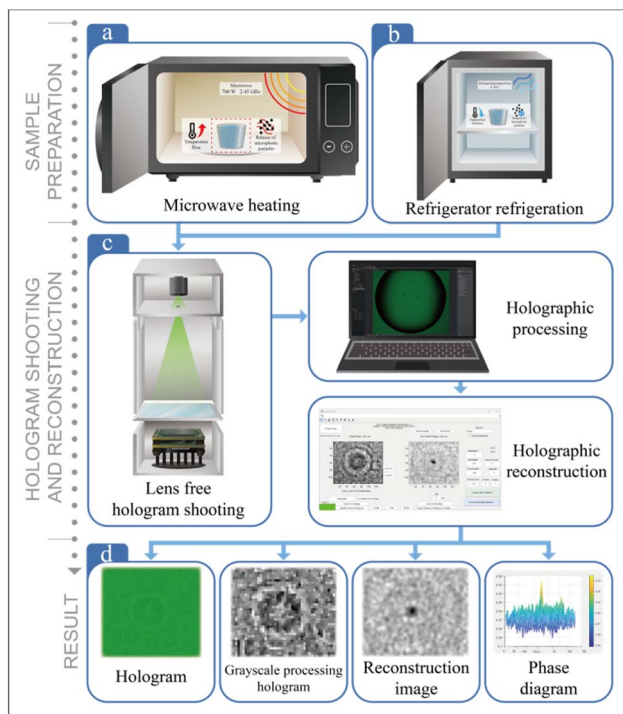 SAMPLE
PREPARATION
a
Microwave
700 W 2.45 GHz
Temperature
Rise
Release of
microplastic
particles
Microwave heating
b
Refrigerator refrigeration
HOLOGRAM SHOOTING
AND RECONSTRUCTION
c
Lens free
hologram shooting
Holographic
processing
Holographic
reconstruction
RESULT
d
Hologram
Grayscale processing
hologram
Reconstruction
image
Phase
diagram